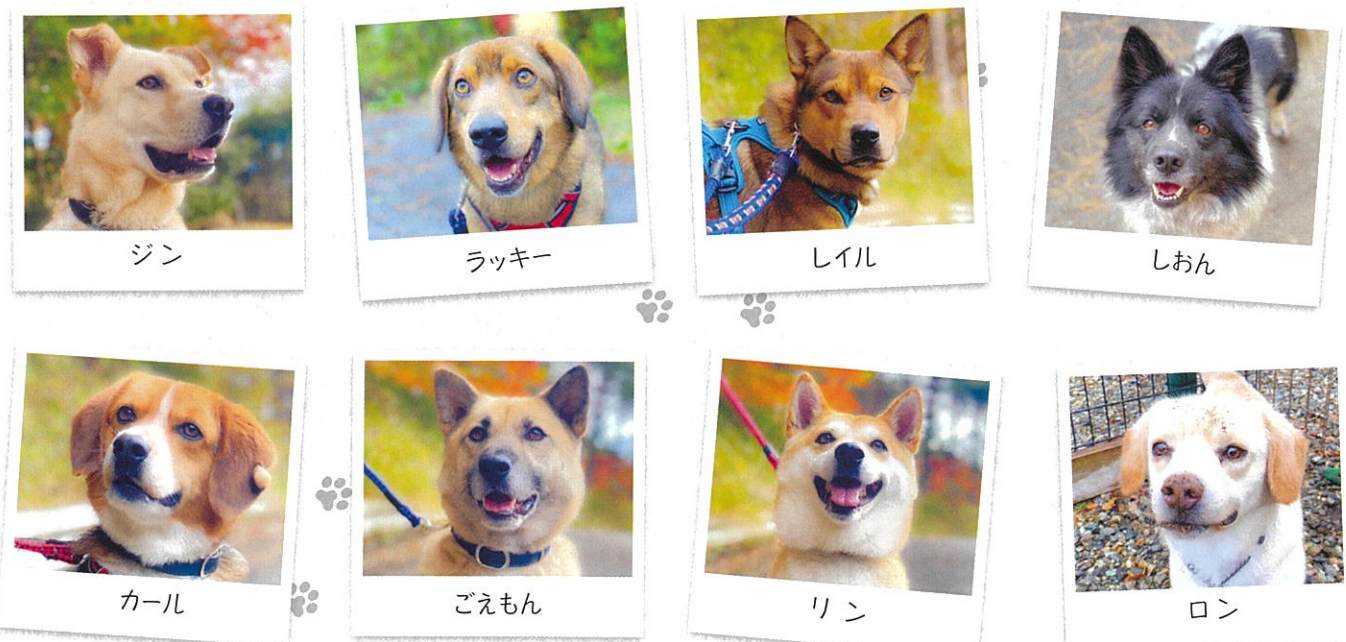 ジン
ラッキー
レイル
しおん
カール
ごえもん
リン
ロン